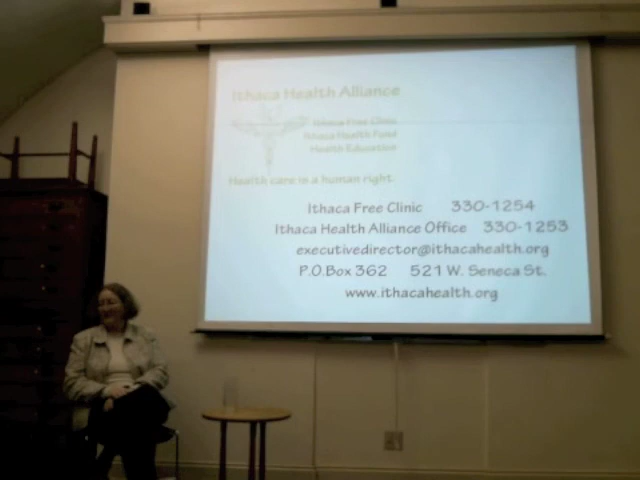 Ithaca Health Alliance
Ithaca Free Clinic
Ithaca Health Fund
Health Education
Health care is a human right.
Ithaca Free Clinic 330-1254
Ithaca Health Alliance Office 330-1253
executivedirector@ithacahealth.org
P.O.Box 362 521 W. Seneca St.
www.ithacahealth.org